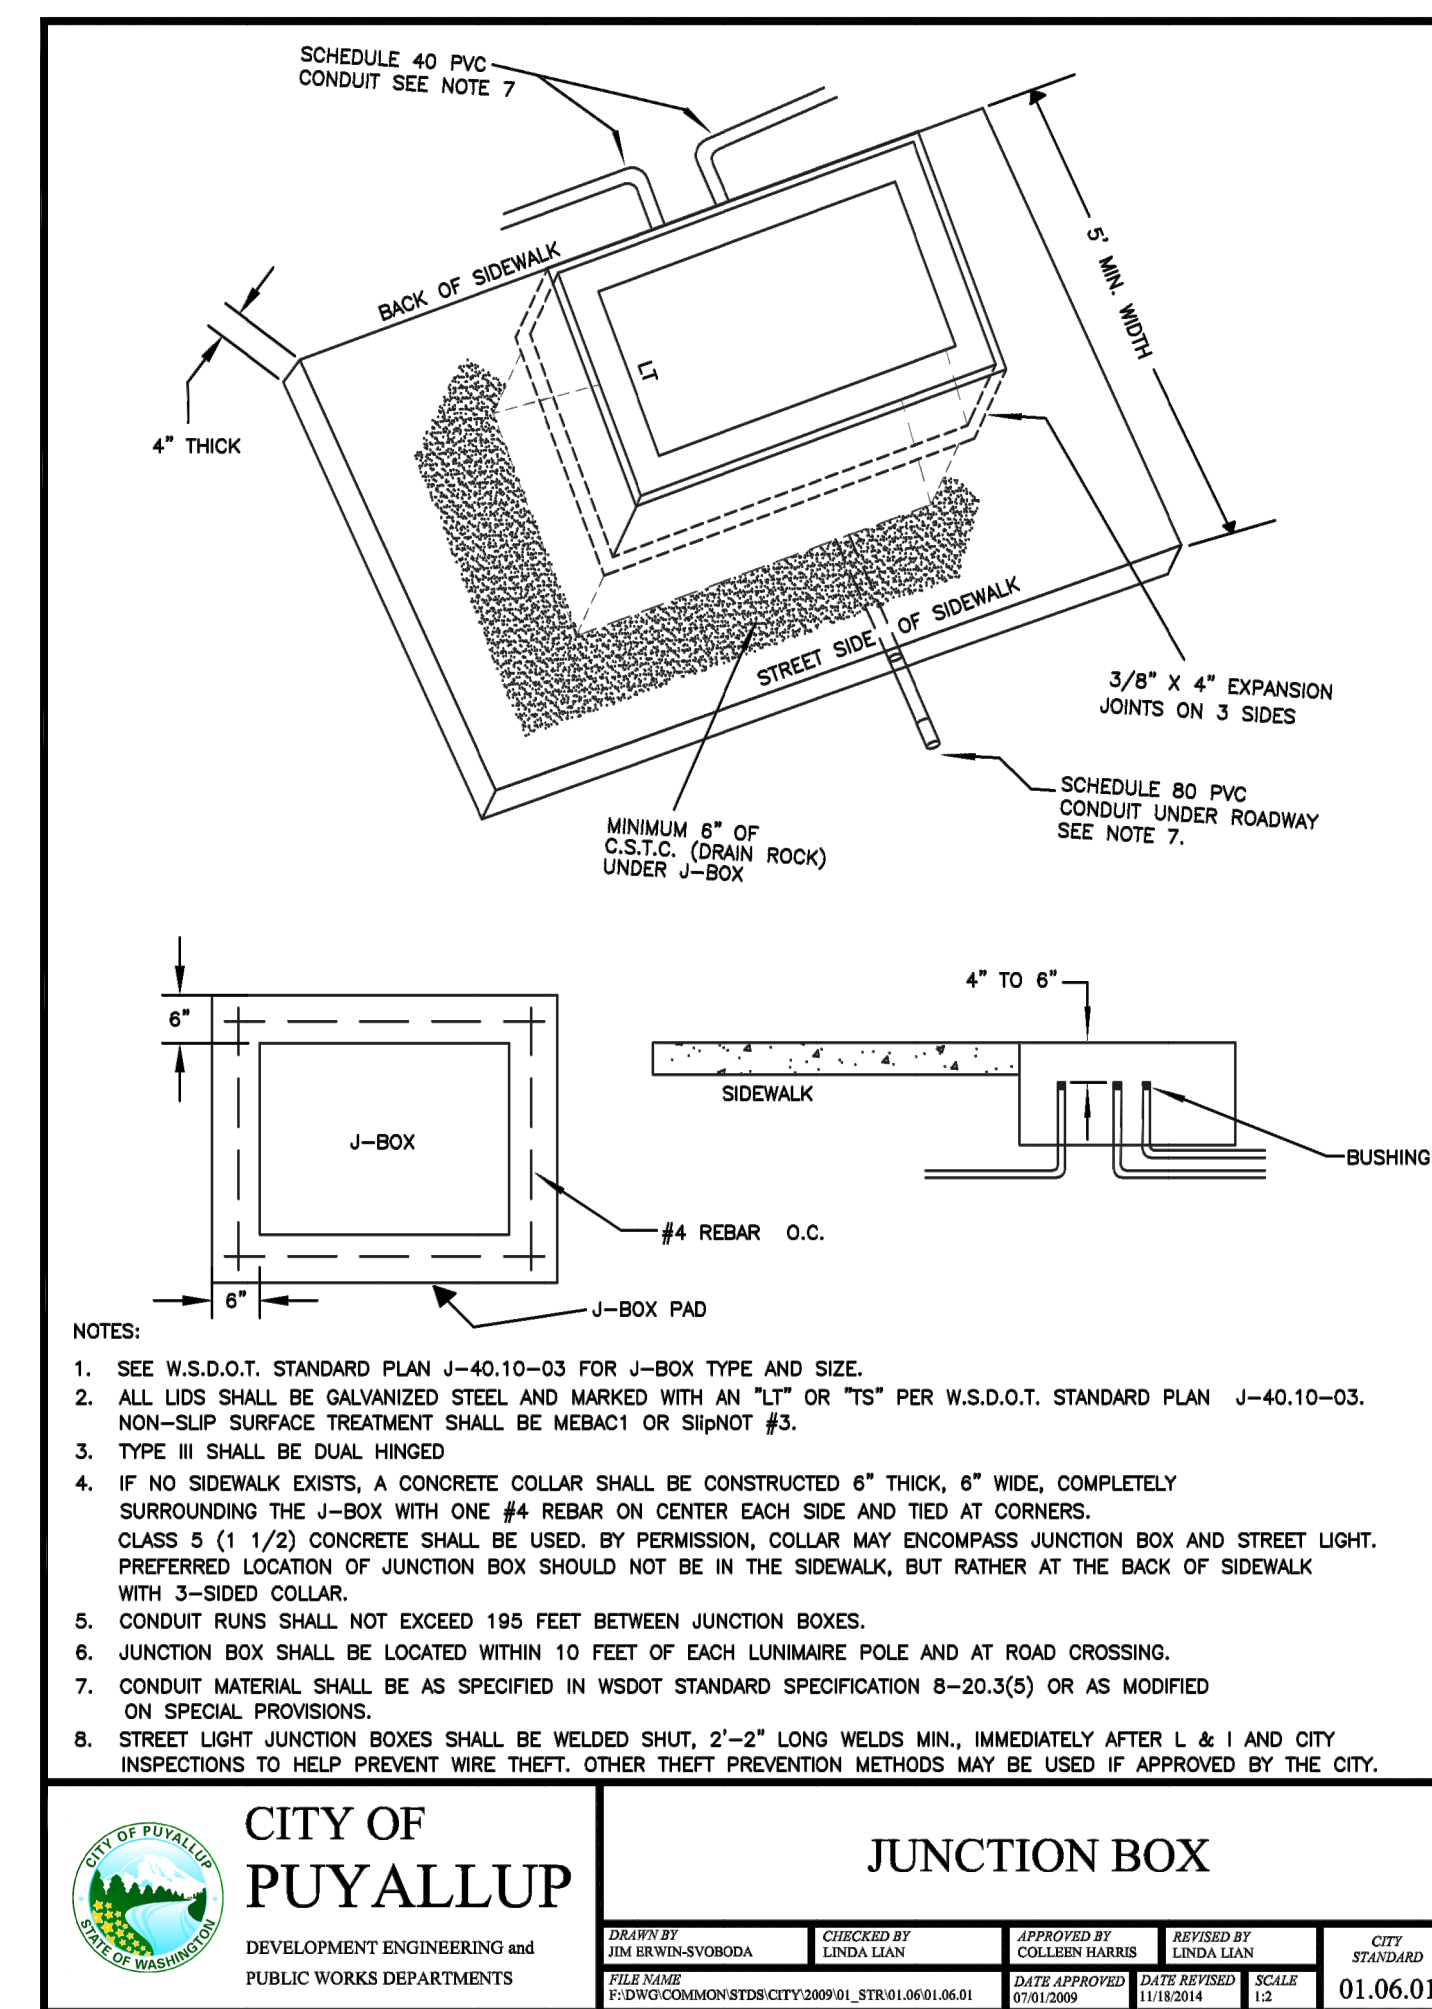 SCHEDULE 40 PVC
CONDUIT SEE NOTE 7
BACK OF SIDEWALK
5' MIN. WIDTH
LT
4" THICK
STREET SIDE OF SIDEWALK
3/8" X 4" EXPANSION
JOINTS ON 3 SIDES
SCHEDULE 80 PVC
CONDUIT UNDER ROADWAY
SEE NOTE 7.
MINIMUM 6" OF
C.S.T.C. (DRAIN ROCK)
UNDER J-BOX
6"
J-BOX
#4 REBAR O.C.
6"
J-BOX PAD
4" TO 6"
SIDEWALK
BUSHING
NOTES:
1. SEE W.S.D.O.T. STANDARD PLAN J-40.10-03 FOR J-BOX TYPE AND SIZE.
2. ALL LIDS SHALL BE GALVANIZED STEEL AND MARKED WITH AN "LT" OR "TS" PER W.S.D.O.T. STANDARD PLAN J-40.10-03.
NON-SLIP SURFACE TREATMENT SHALL BE MEBAC1 OR SlipNOT #3.
3. TYPE III SHALL BE DUAL HINGED
4. IF NO SIDEWALK EXISTS, A CONCRETE COLLAR SHALL BE CONSTRUCTED 6" THICK, 6" WIDE, COMPLETELY
SURROUNDING THE J-BOX WITH ONE #4 REBAR ON CENTER EACH SIDE AND TIED AT CORNERS.
CLASS 5 (1 1/2) CONCRETE SHALL BE USED. BY PERMISSION, COLLAR MAY ENCOMPASS JUNCTION BOX AND STREET LIGHT.
PREFERRED LOCATION OF JUNCTION BOX SHOULD NOT BE IN THE SIDEWALK, BUT RATHER AT THE BACK OF SIDEWALK
WITH 3-SIDED COLLAR.
5. CONDUIT RUNS SHALL NOT EXCEED 195 FEET BETWEEN JUNCTION BOXES.
6. JUNCTION BOX SHALL BE LOCATED WITHIN 10 FEET OF EACH LUNIMAIRE POLE AND AT ROAD CROSSING.
7. CONDUIT MATERIAL SHALL BE AS SPECIFIED IN WSDOT STANDARD SPECIFICATION 8-20.3(5) OR AS MODIFIED
ON SPECIAL PROVISIONS.
8. STREET LIGHT JUNCTION BOXES SHALL BE WELDED SHUT, 2'-2" LONG WELDS MIN., IMMEDIATELY AFTER L & I AND CITY
INSPECTIONS TO HELP PREVENT WIRE THEFT. OTHER THEFT PREVENTION METHODS MAY BE USED IF APPROVED BY THE CITY.
CITY OF PUYALLUP
STATE OF WASHINGTON
CITY OF
PUYALLUP
DEVELOPMENT ENGINEERING and
PUBLIC WORKS DEPARTMENTS
JUNCTION BOX
DRAWN BY
JIM ERWIN-SVOBODA
CHECKED BY
LINDA LIAN
APPROVED BY
COLLEEN HARRIS
REVISED BY
LINDA LIAN
CITY
STANDARD
01.06.01
FILE NAME
F:\DWG\COMMON\STDS\CITY\2009\01_STR\01.06\01.06.01
DATE APPROVED
07/01/2009
DATE REVISED
11/18/2014
SCALE
1:2